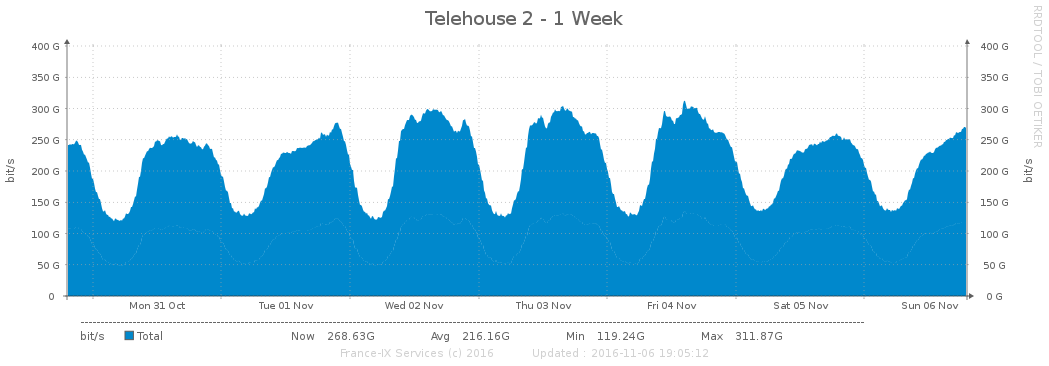 Telehouse 2 - 1 Week
RRDTOOL / TOBI OETIKER
400 G 400 G
350 G 350 G
300 G 300 G
250 G 250 G
200 G 200 G
150 G 150 G
100 G 100 G
50 G 50 G
0 0 G
bit/s bit/s
Mon 31 Oct Tue 01 Nov Wed 02 Nov Thu 03 Nov Fri 04 Nov Sat 05 Nov Sun 06 Nov
bit/s Total Now 268.63G Avg 216.16G Min 119.24G Max 311.87G
France-IX Services (c) 2016 Updated : 2016-11-06 19:05:12